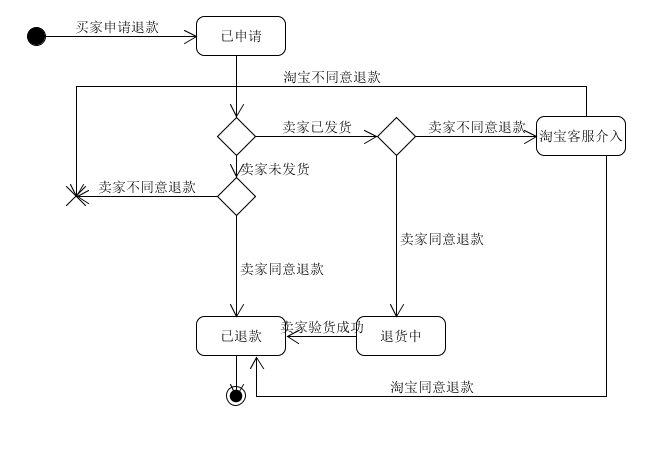 买家申请退款
已申请
淘宝不同意退款
卖家已发货
卖家不同意退款
淘宝客服介入
卖家未发货
卖家不同意退款
卖家同意退款
卖家同意退款
已退款
卖家验货成功
退货中
淘宝同意退款